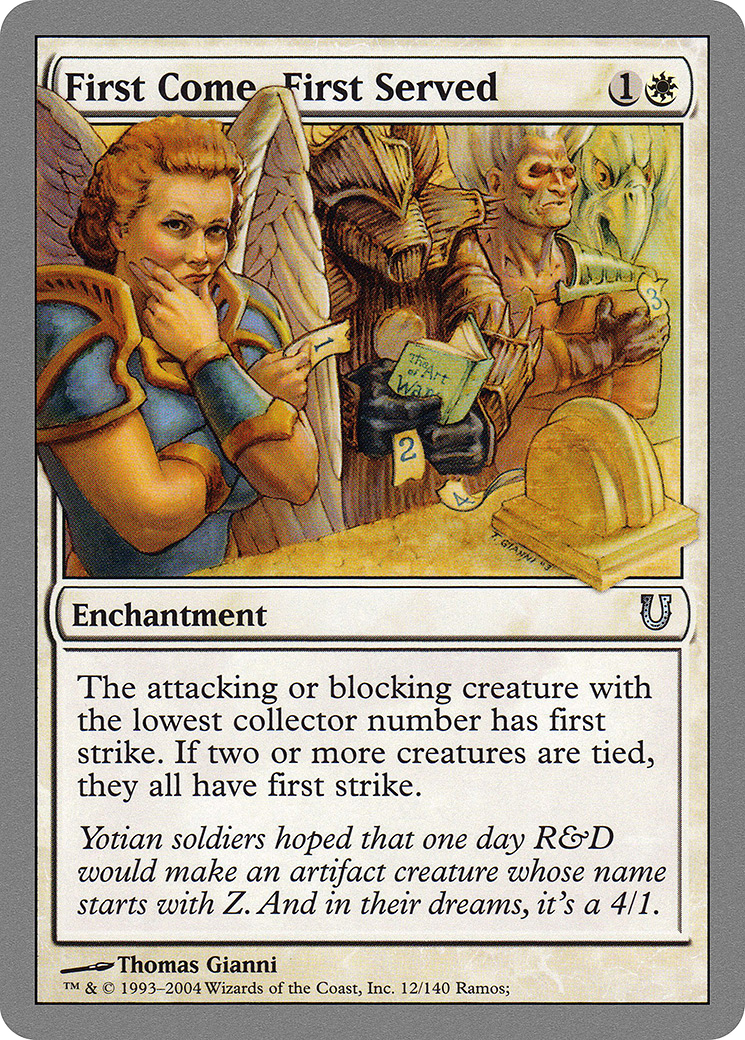 First Come, First Served 1
1
3
The Art
of
War
2
4
T. GIANNI 03
Enchantment
The attacking or blocking creature with
the lowest collector number has first
strike. If two or more creatures are tied,
they all have first strike.
Yotian soldiers hoped that one day R&D
would make an artifact creature whose name
starts with Z. And in their dreams, it's a 4/1.
Thomas Gianni
™ & © 1993–2004 Wizards of the Coast, Inc. 12/140 Ramos;